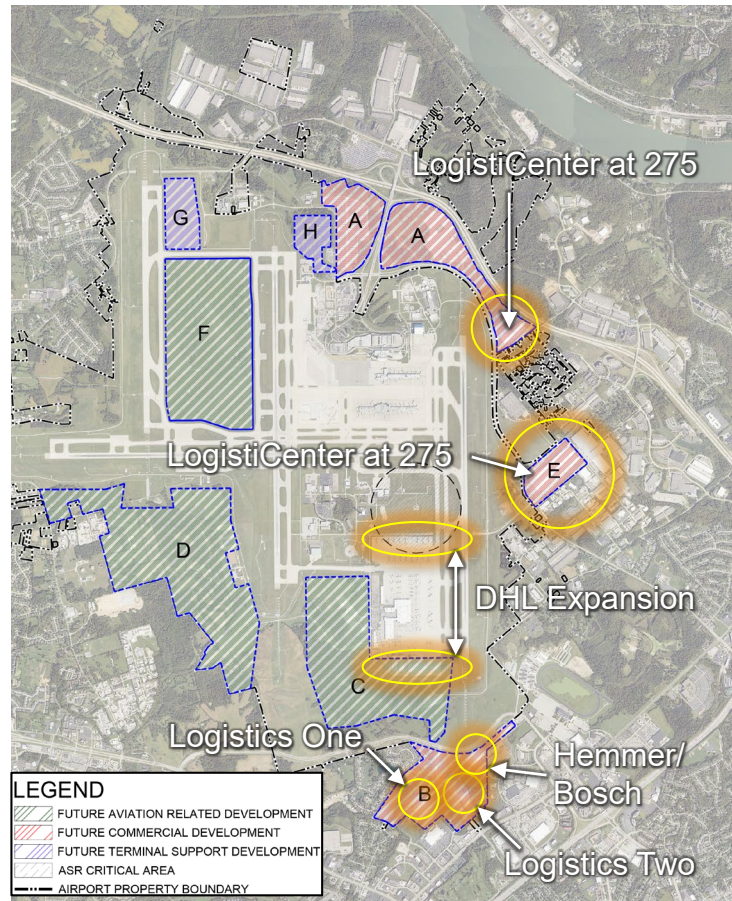 LogistiCenter at 275
G
H
A
A
F
LogistiCenter at 275
E
D
DHL Expansion
C
Logistics One
Hemmer/
Bosch
B
Logistics Two
LEGEND
FUTURE AVIATION RELATED DEVELOPMENT
FUTURE COMMERCIAL DEVELOPMENT
FUTURE TERMINAL SUPPORT DEVELOPMENT
ASR CRITICAL AREA
AIRPORT PROPERTY BOUNDARY